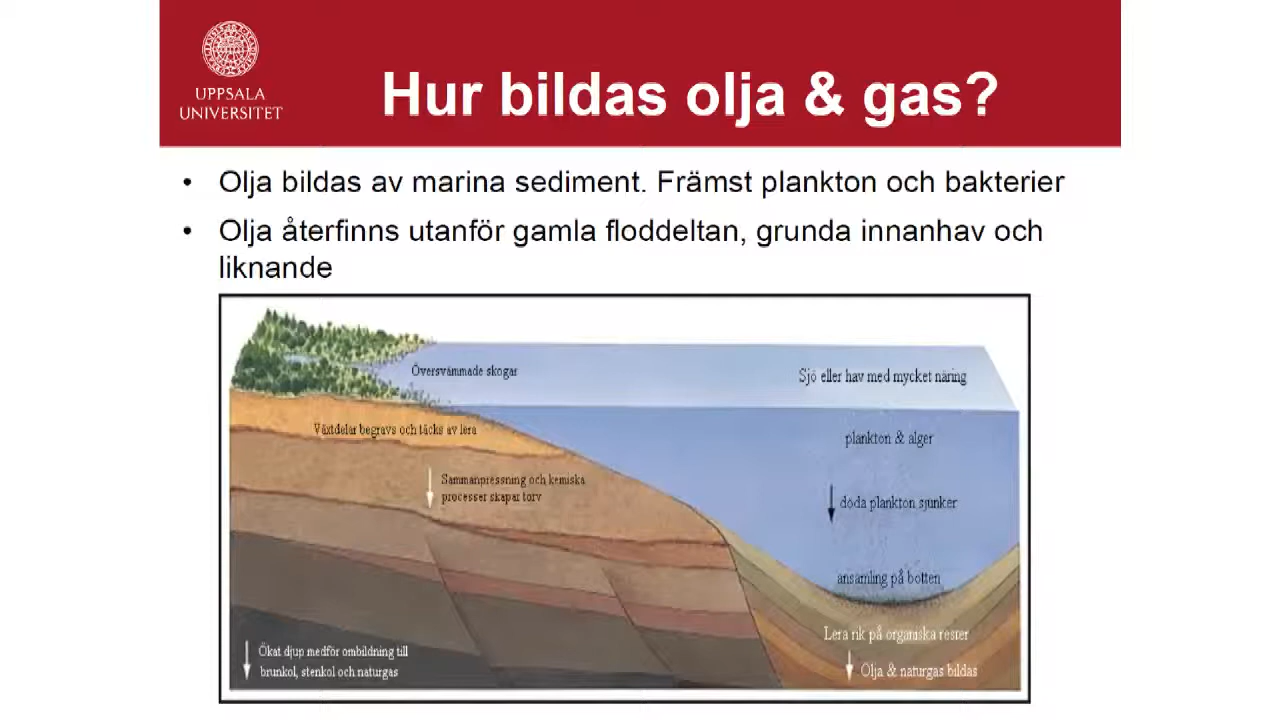 UPPSALA
UNIVERSITET
Hur bildas olja & gas?
• Olja bildas av marina sediment. Främst plankton och bakterier
• Olja återfinns utanför gamla floddeltan, grunda innanhav och
liknande
Översvämmade skogar
Sjö eller hav med mycket näring
Växtdelar begravs och täcks av lera
plankton & alger
Sammanpressning och kemiska
processer skapar torv
döda plankton sjunker
ansamling på botten
Lera rik på organiska rester
Olja & naturgas bildas
Ökat djup medför ombildning till
brunkol, stenkol och naturgas